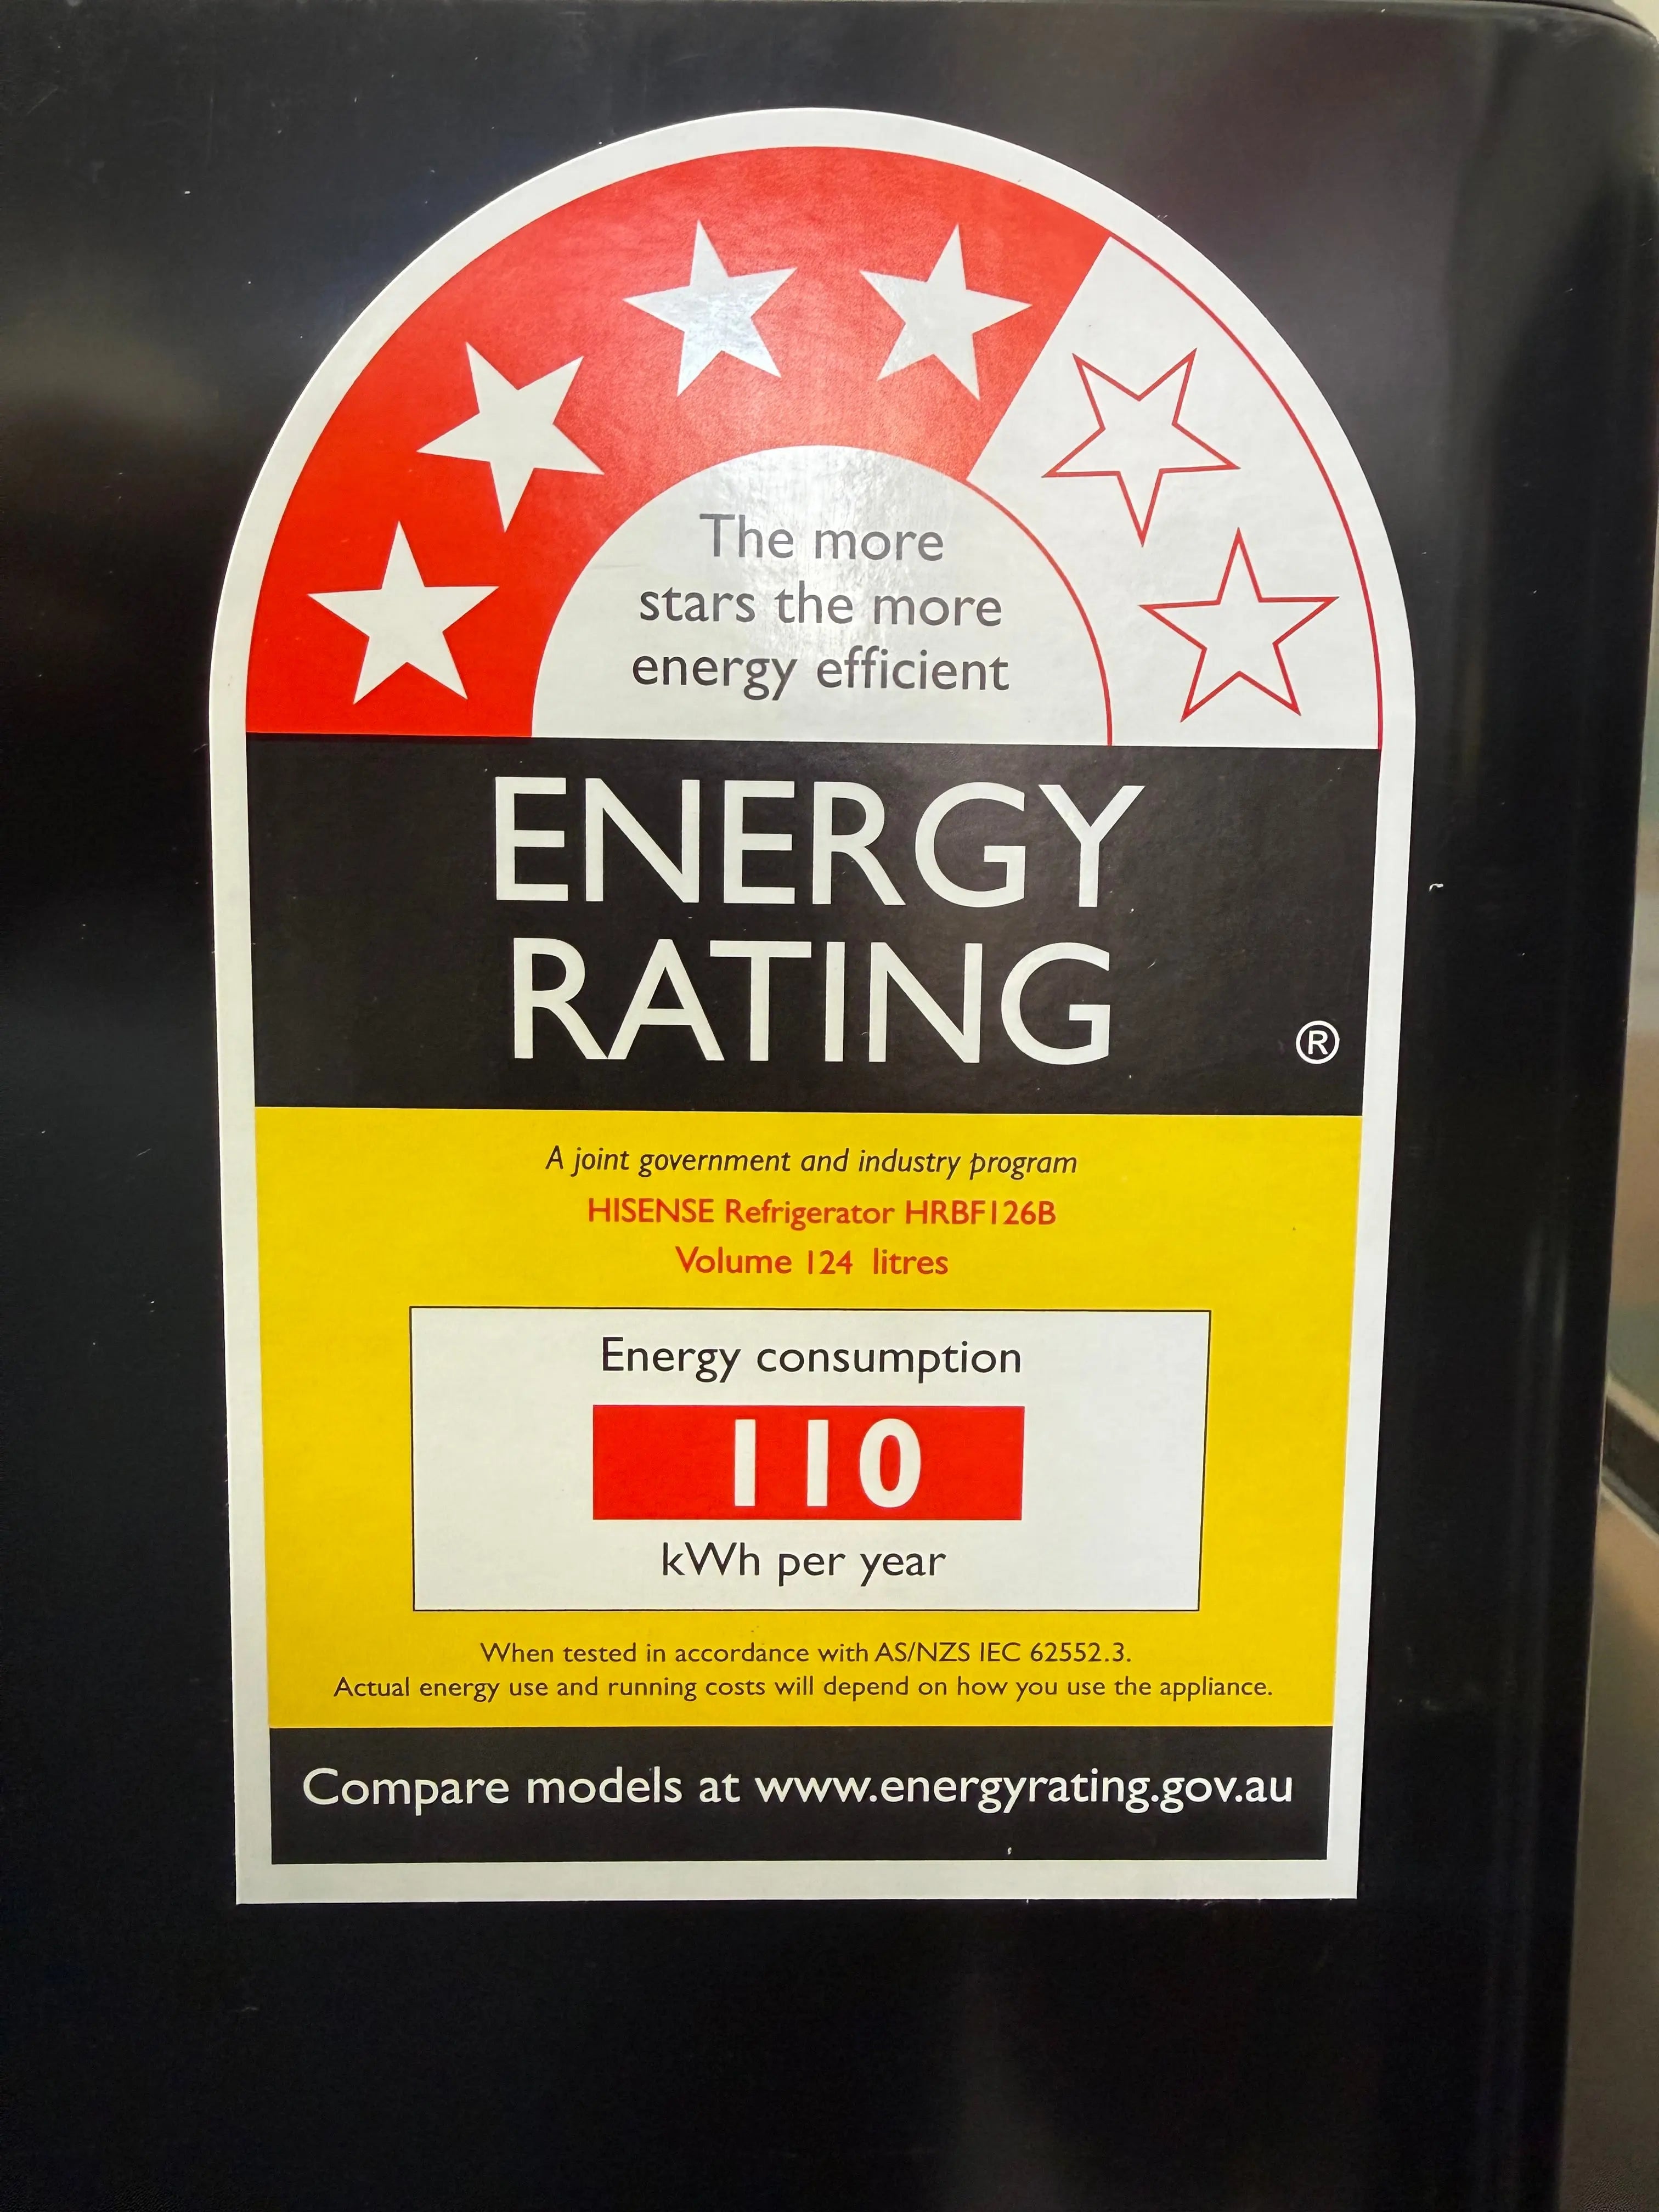 The more
stars the more
energy efficient
ENERGY
RATING
®
A joint government and industry program
HISENSE Refrigerator HRBF126B
Volume 124 litres
Energy consumption
110
kWh per year
When tested in accordance with AS/NZS IEC 62552.3.
Actual energy use and running costs will depend on how you use the appliance.
Compare models at www.energyrating.gov.au